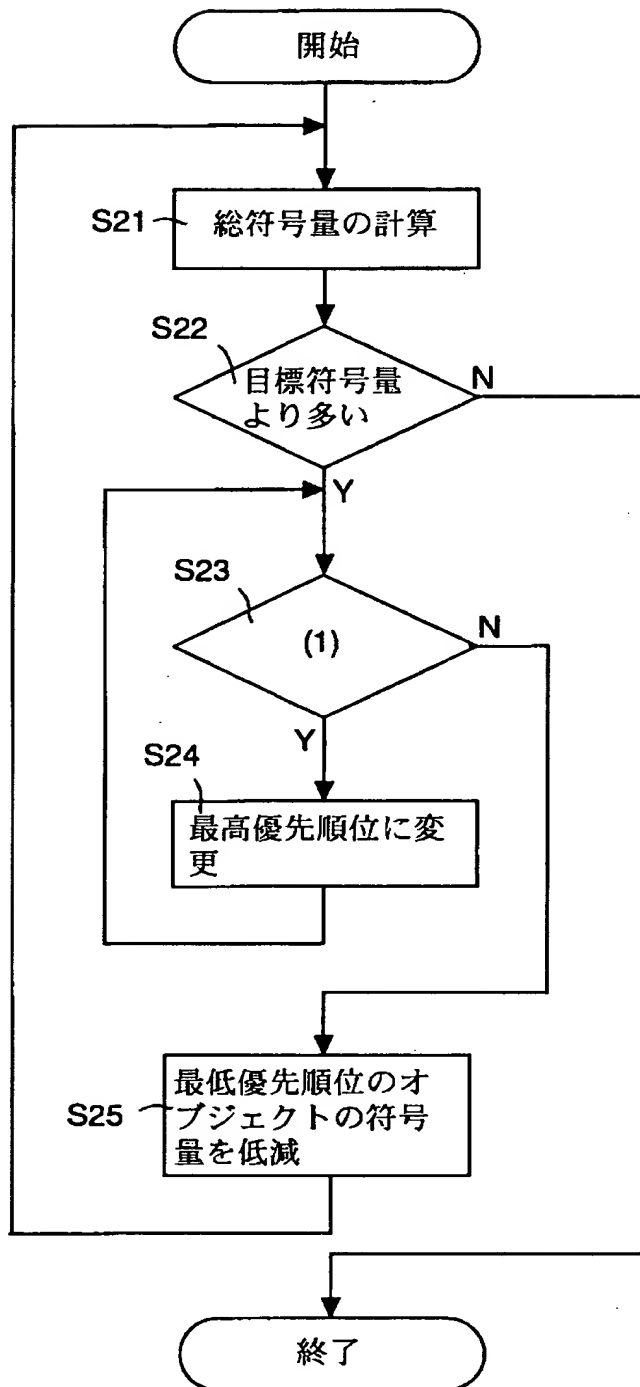 開始
S21
総符号量の計算
S22
目標符号量
より多い
N
Y
S23
(1)
N
Y
S24
最高優先順位に変
更
S25
最低優先順位のオ
ブジェクトの符号
量を低減
終了